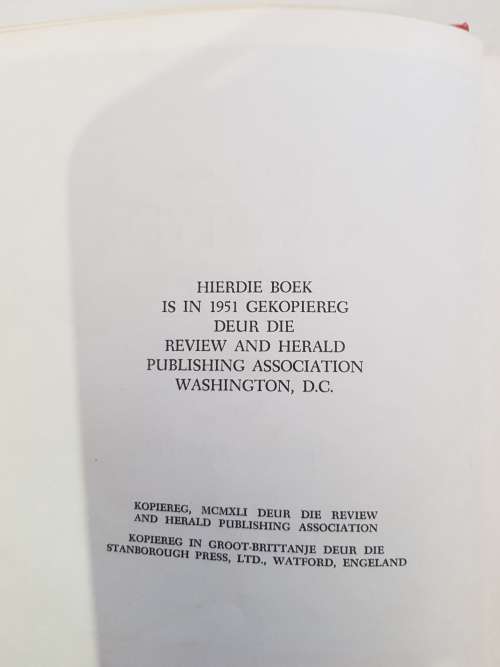 HIERDIE BOEK
IS IN 1951 GEKOPIEREG
DEUR DIE
REVIEW AND HERALD
PUBLISHING ASSOCIATION
WASHINGTON, D.C.
KOPIEREG, MCMXLI DEUR DIE REVIEW
AND HERALD PUBLISHING ASSOCIATION
KOPIEREG IN GROOT-BRITTANJE DEUR DIE
STANBOROUGH PRESS, LTD., WATFORD, ENGELAND